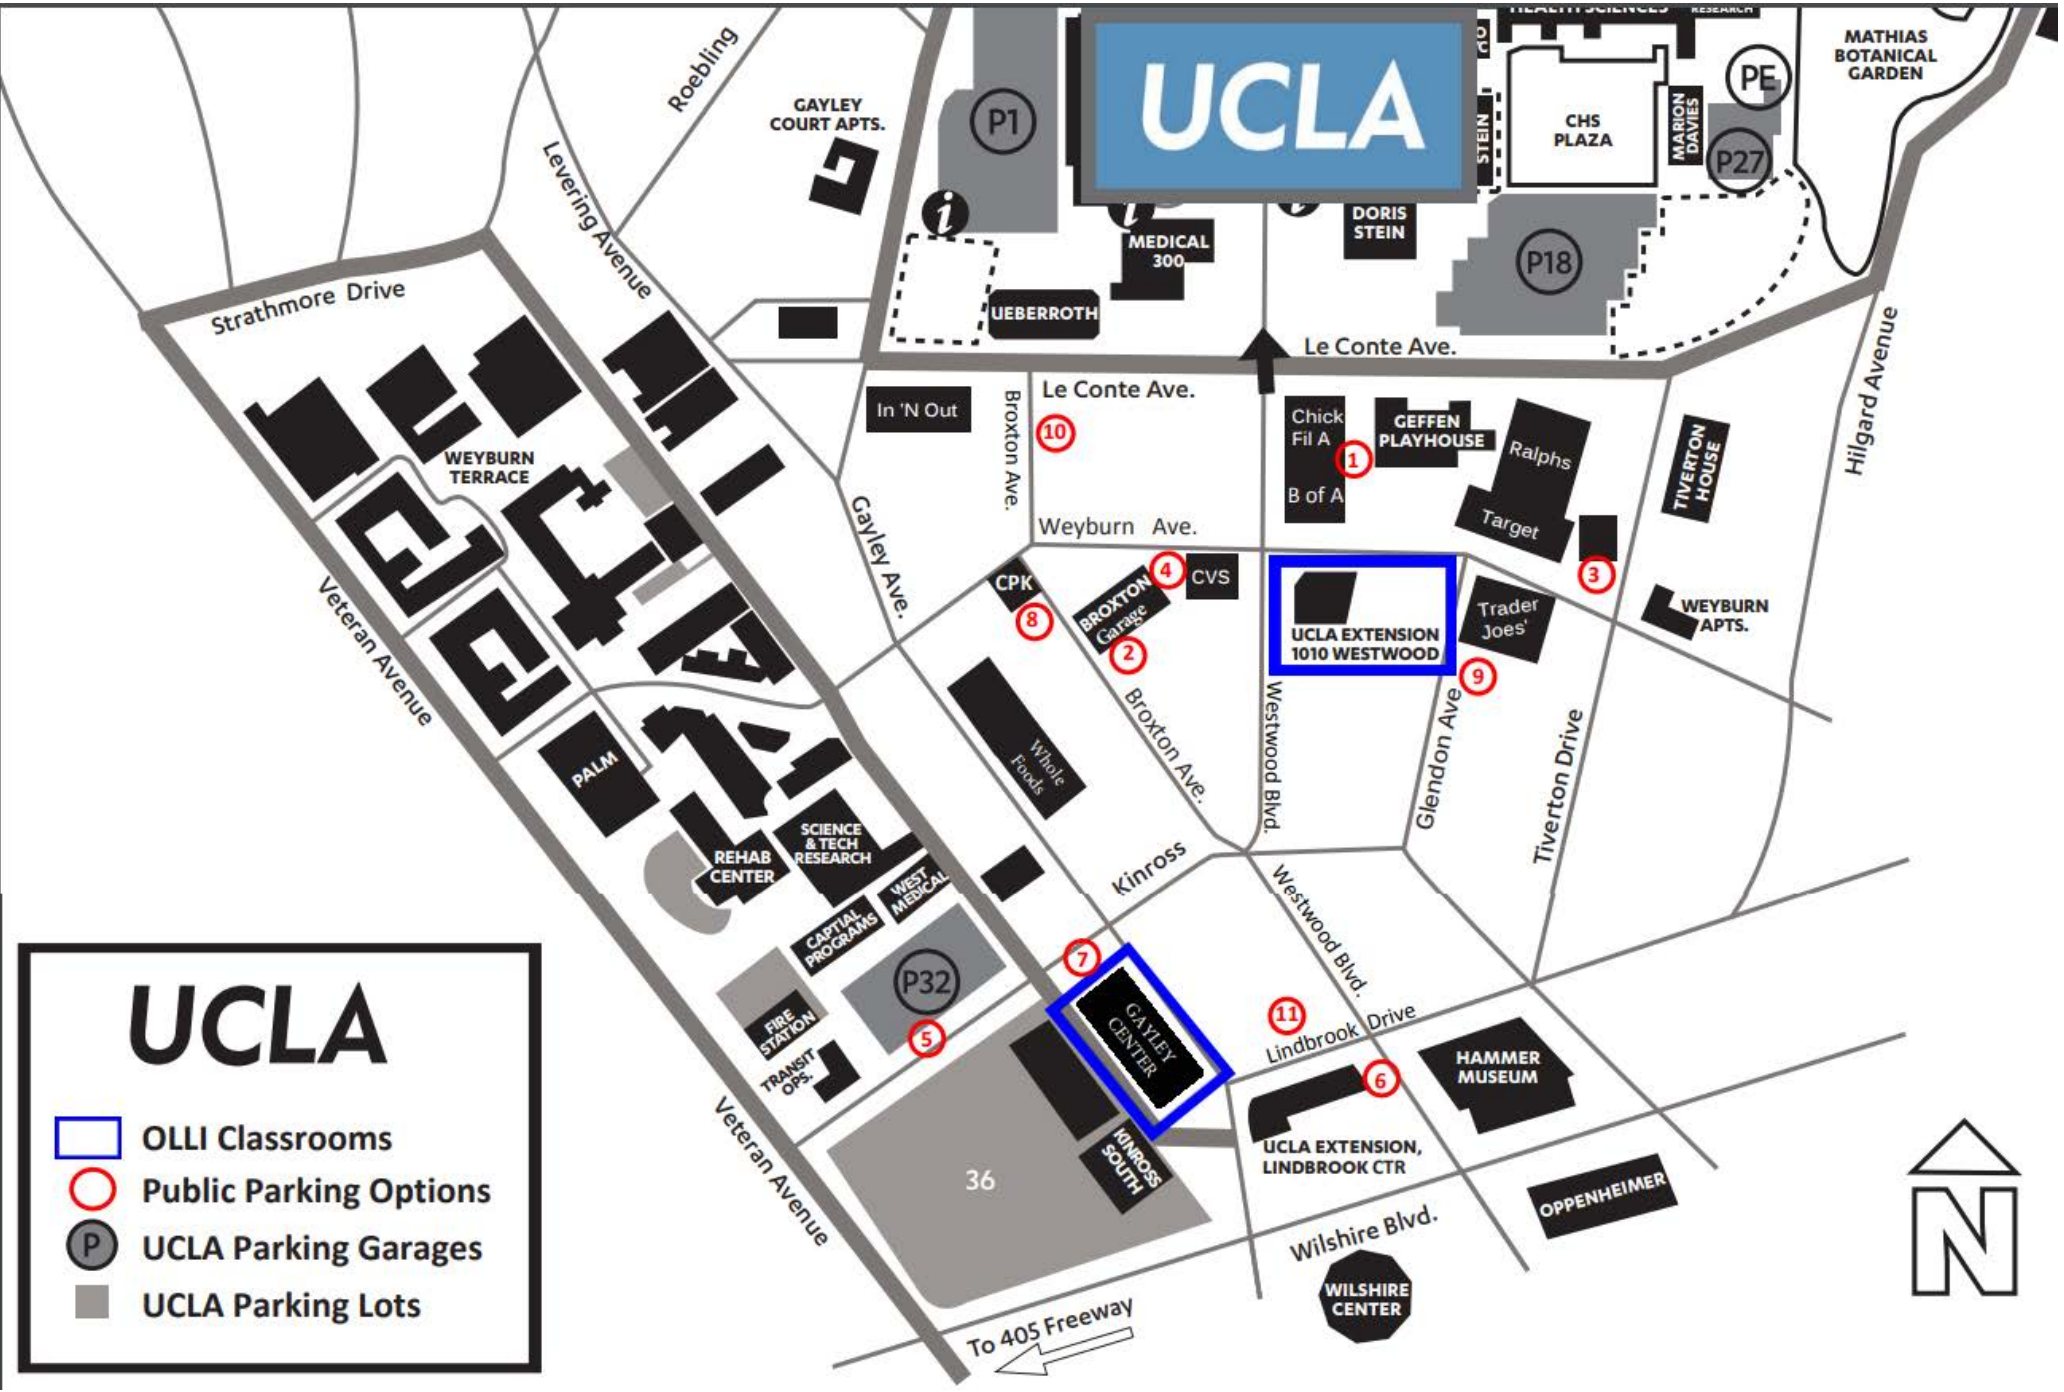 HEALTH SCIENCES
RESEARCH
MATHIAS
BOTANICAL
GARDEN
Roebling
UCLA
PE
GAYLEY
COURT APTS.
P1
STEIN
CHS
PLAZA
MARION
DAVIES
P27
Levering Avenue
i
i
DORIS
STEIN
MEDICAL
300
P18
Strathmore Drive
UEBERROTH
Le Conte Ave.
Hilgard Avenue
In 'N Out
Broxton Ave.
Le Conte Ave.
10
Chick
Fil A
B of A
1
GEFFEN
PLAYHOUSE
Ralphs
Target
TIVERTON
HOUSE
WEYBURN
TERRACE
Gayley Ave.
Weyburn Ave.
CPK
8
BROXTON
Garage
4
2
CVS
UCLA EXTENSION
1010 WESTWOOD
Trader
Joes'
3
WEYBURN
APTS.
9
Veteran Avenue
Broxton Ave.
Westwood Blvd.
Glendon Ave
Tiverton Drive
Whole
Foods
PALM
SCIENCE
& TECH
RESEARCH
REHAB
CENTER
WEST
MEDICAL
Kinross
CAPTIAL
PROGRAMS
Westwood Blvd.
P32
7
FIRE
STATION
5
GAYLEY
CENTER
11
Lindbrook Drive
TRANSIT
OPS.
6
HAMMER
MUSEUM
Veteran Avenue
KINROSS
SOUTH
UCLA EXTENSION,
LINDBROOK CTR
36
OPPENHEIMER
Wilshire Blvd.
WILSHIRE
CENTER
To 405 Freeway
N
UCLA
OLLI Classrooms
Public Parking Options
P UCLA Parking Garages
UCLA Parking Lots